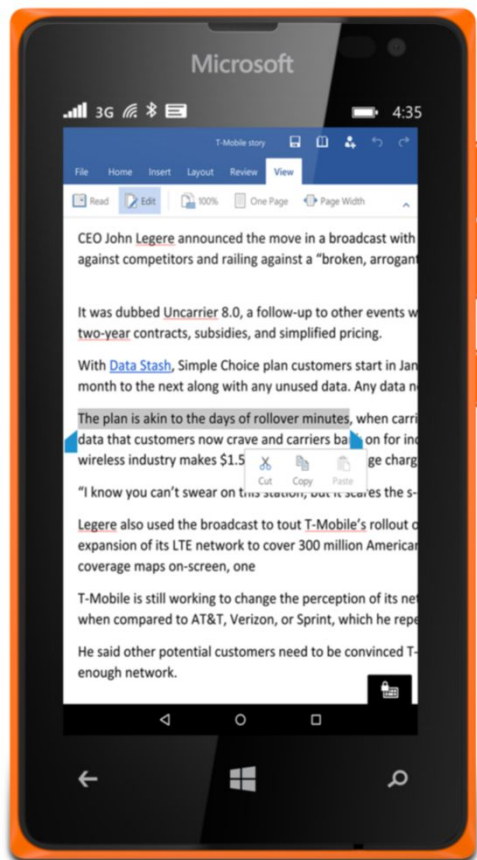 Microsoft
3G 4:35
T-Mobile story
File Home Insert Layout Review View
Read Edit 100% One Page Page Width
CEO John Legere announced the move in a broadcast with
against competitors and railing against a “broken, arrogant
It was dubbed Uncarrier 8.0, a follow-up to other events w
two-year contracts, subsidies, and simplified pricing.
With Data Stash, Simple Choice plan customers start in Jan
month to the next along with any unused data. Any data n
The plan is akin to the days of rollover minutes, when carri
data that customers now crave and carriers ba on for inc
wireless industry makes $1.5 ge charg
Cut Copy Paste
“I know you can’t swear on this station, but it scares the s-
Legere also used the broadcast to tout T-Mobile’s rollout o
expansion of its LTE network to cover 300 million American
coverage maps on-screen, one
T-Mobile is still working to change the perception of its net
when compared to AT&T, Verizon, or Sprint, which he repe
He said other potential customers need to be convinced T-
enough network.